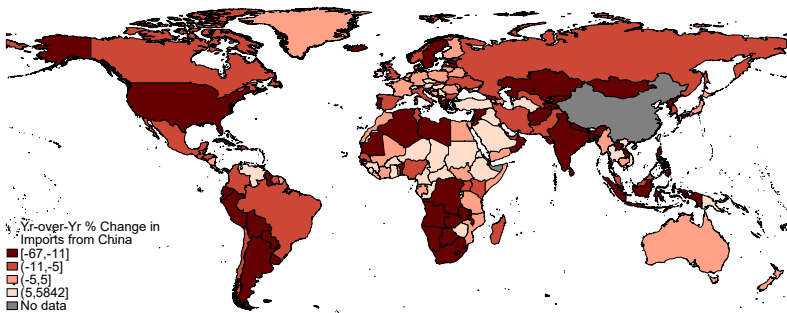 Yr-over-Yr % Change in
Imports from China
[-67,-11]
(-11,-5]
(-5,5]
(5,5842]
No data